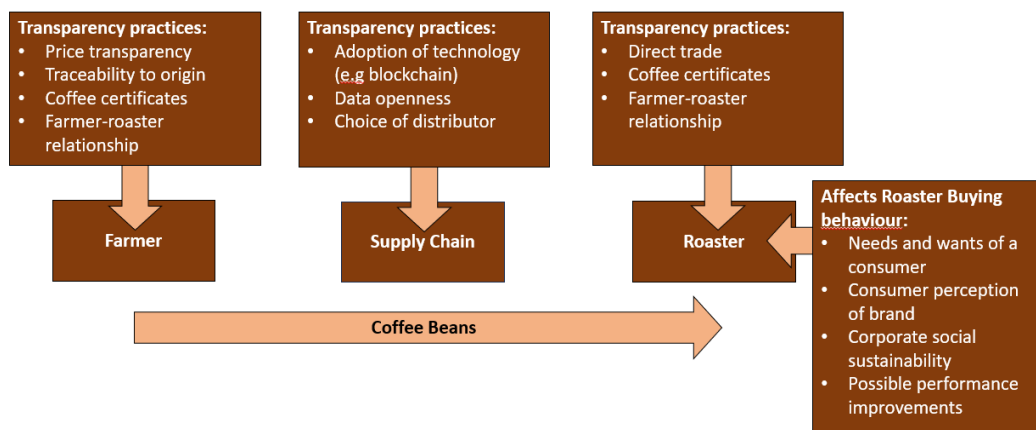 Transparency practices:
• Price transparency
• Traceability to origin
• Coffee certificates
• Farmer-roaster
relationship
Transparency practices:
• Adoption of technology
(e.g blockchain)
• Data openness
• Choice of distributor
Transparency practices:
• Direct trade
• Coffee certificates
• Farmer-roaster
relationship
Farmer
Supply Chain
Roaster
Affects Roaster Buying
behaviour:
• Needs and wants of a
consumer
• Consumer perception
of brand
• Corporate social
sustainability
• Possible performance
improvements
Coffee Beans